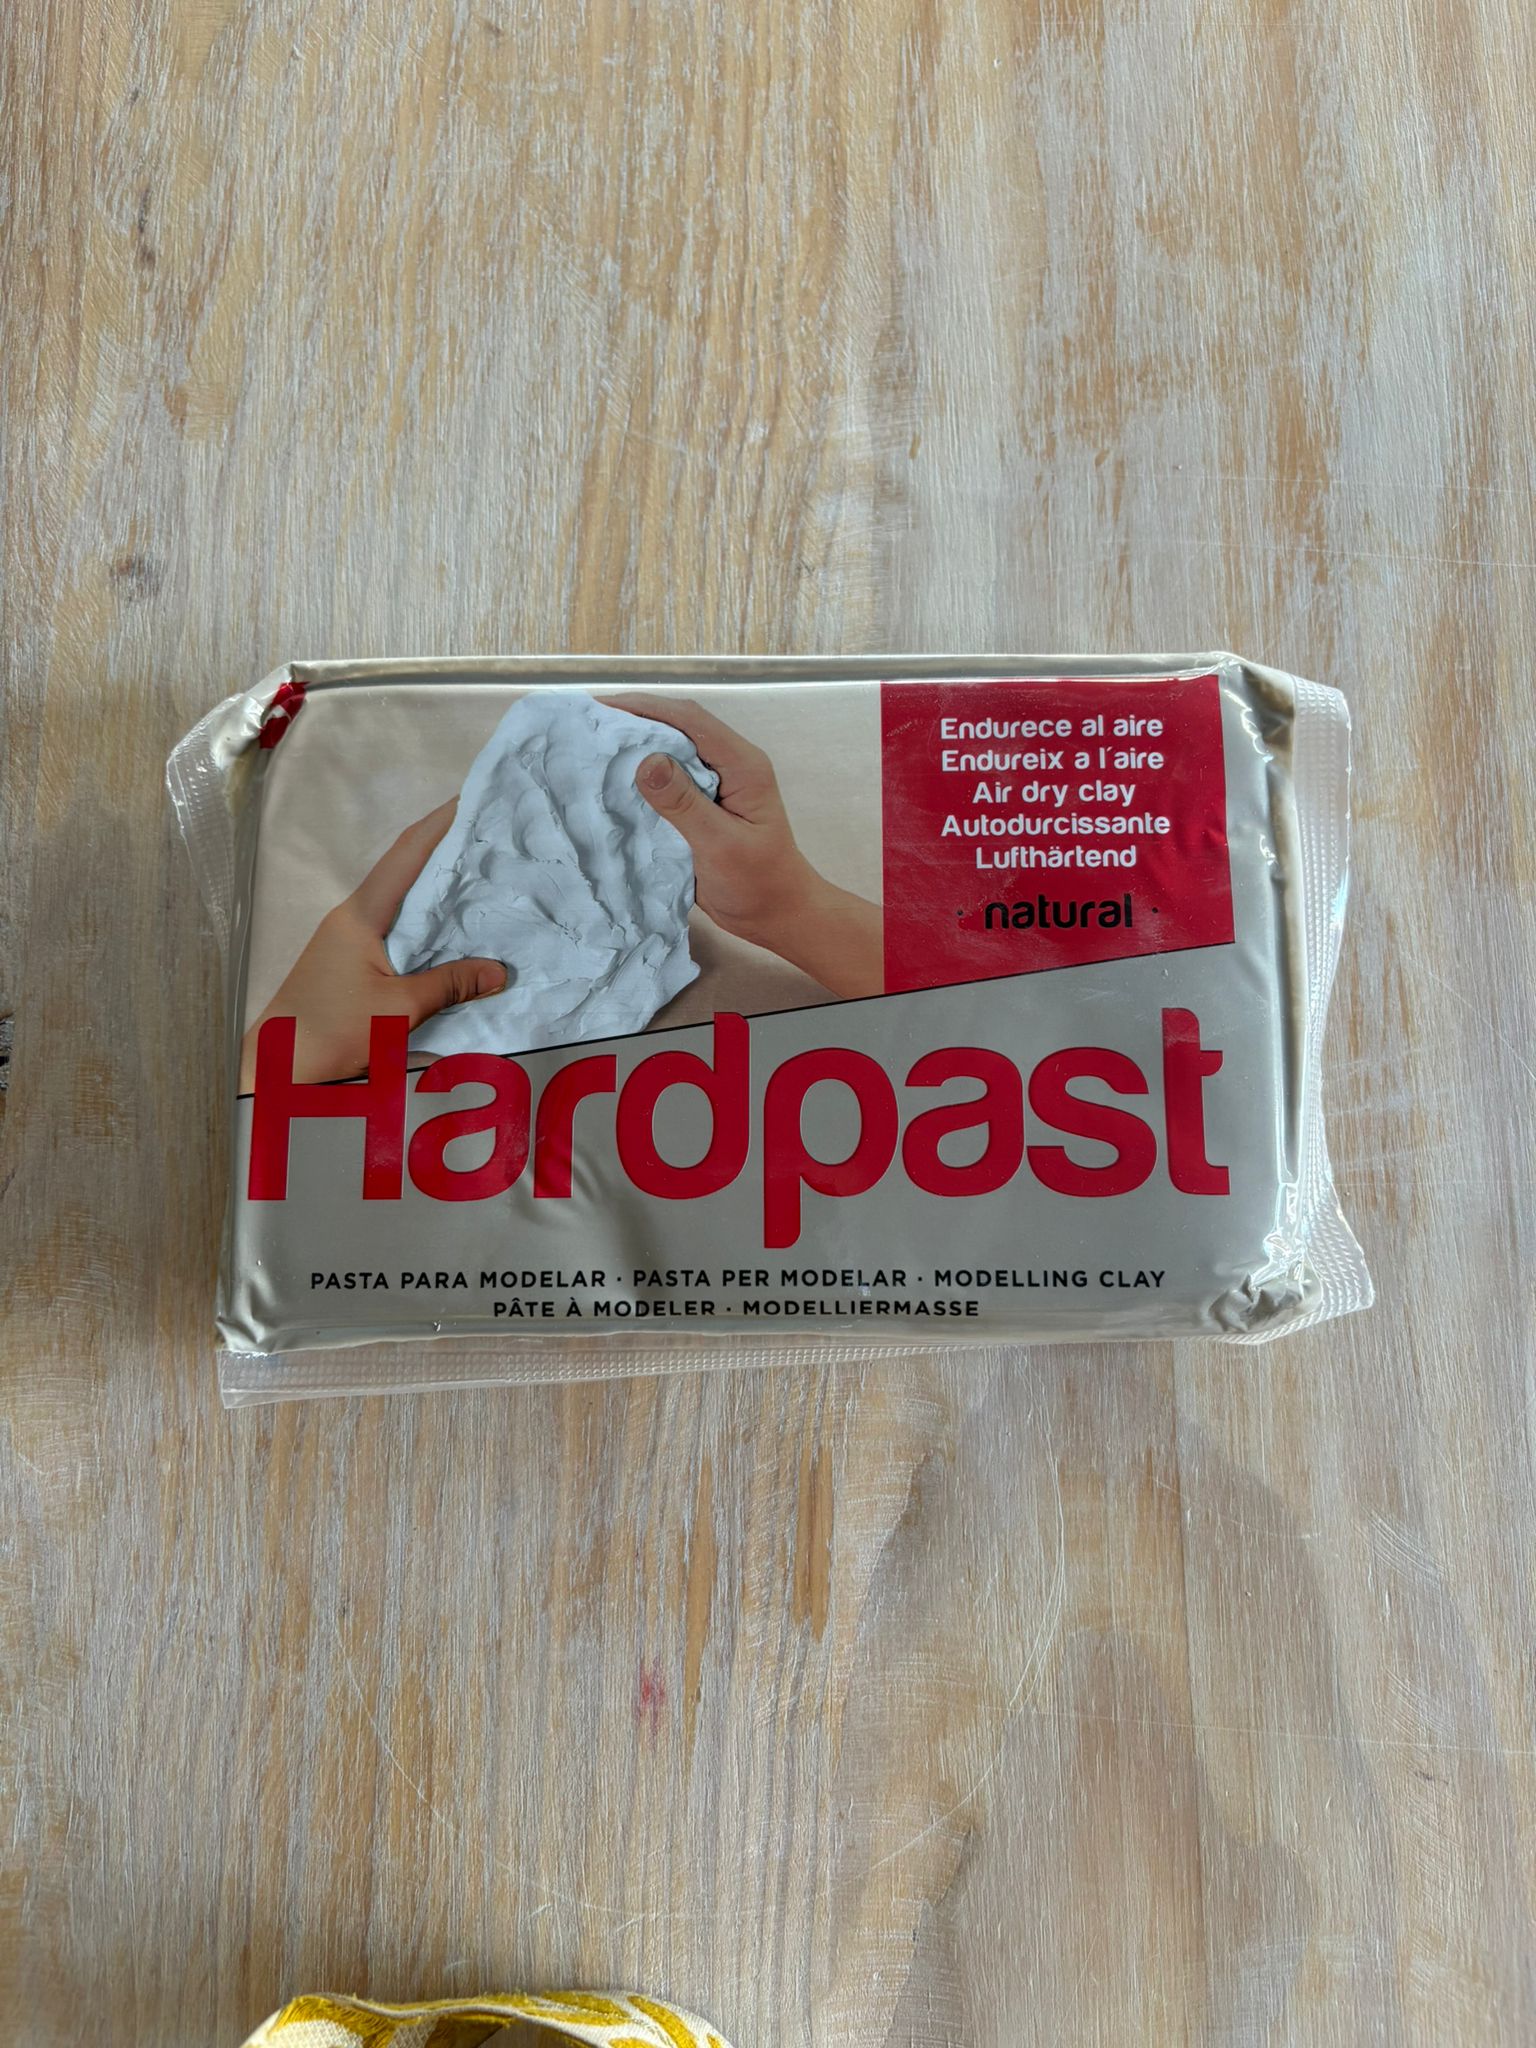 Endurece al aire
Endureix a l´aire
Air dry clay
Autodurcissante
Lufthärtend
· natural ·
Hardpast
PASTA PARA MODELAR · PASTA PER MODELAR · MODELLING CLAY
PÂTE À MODELER · MODELLIERMASSE